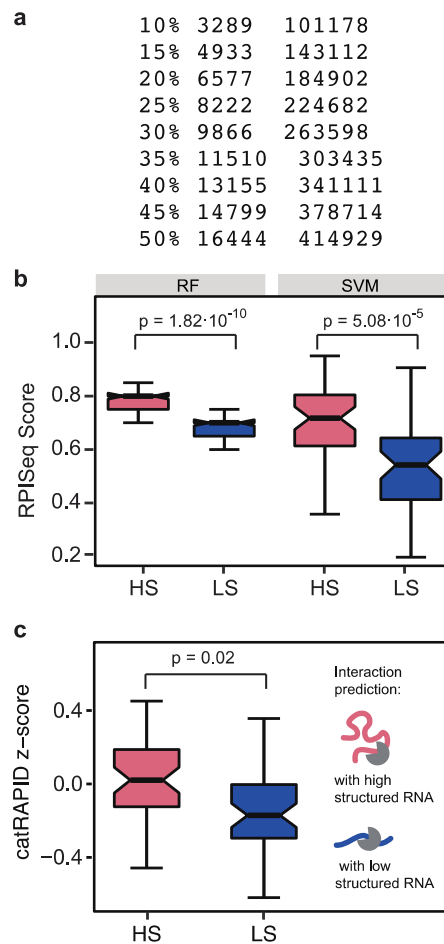 a
10% 3289 101178
15% 4933 143112
20% 6577 184902
25% 8222 224682
30% 9866 263598
35% 11510 303435
40% 13155 341111
45% 14799 378714
50% 16444 414929
b
RF SVM
p = 1.82·10⁻¹⁰ p = 5.08·10⁻⁵
1.0
0.8
0.6
0.4
0.2
RPISeq Score
HS LS HS LS
c
p = 0.02
0.4
0.0
−0.4
catRAPID z−score
HS LS
Interaction
prediction:
with high
structured RNA
with low
structured RNA